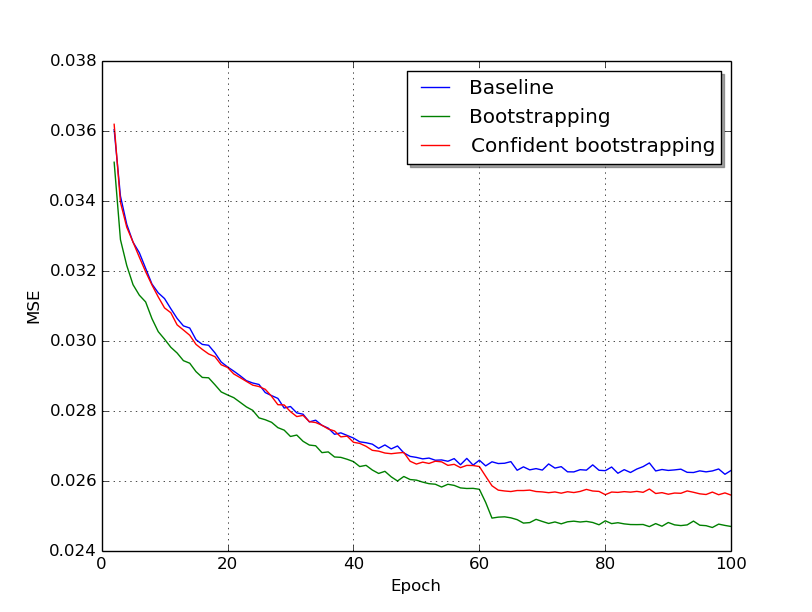 0.038
0.036
0.034
0.032
0.030
0.028
0.026
0.024
MSE
Baseline
Bootstrapping
Confident bootstrapping
0 20 40 60 80 100
Epoch